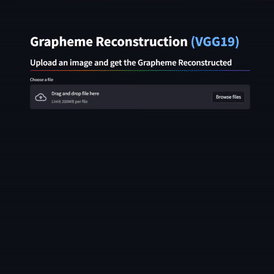 Grapheme Reconstruction (VGG19)
Upload an image and get the Grapheme Reconstructed
Choose a file
Drag and drop file here
Limit 200MB per file
Browse files